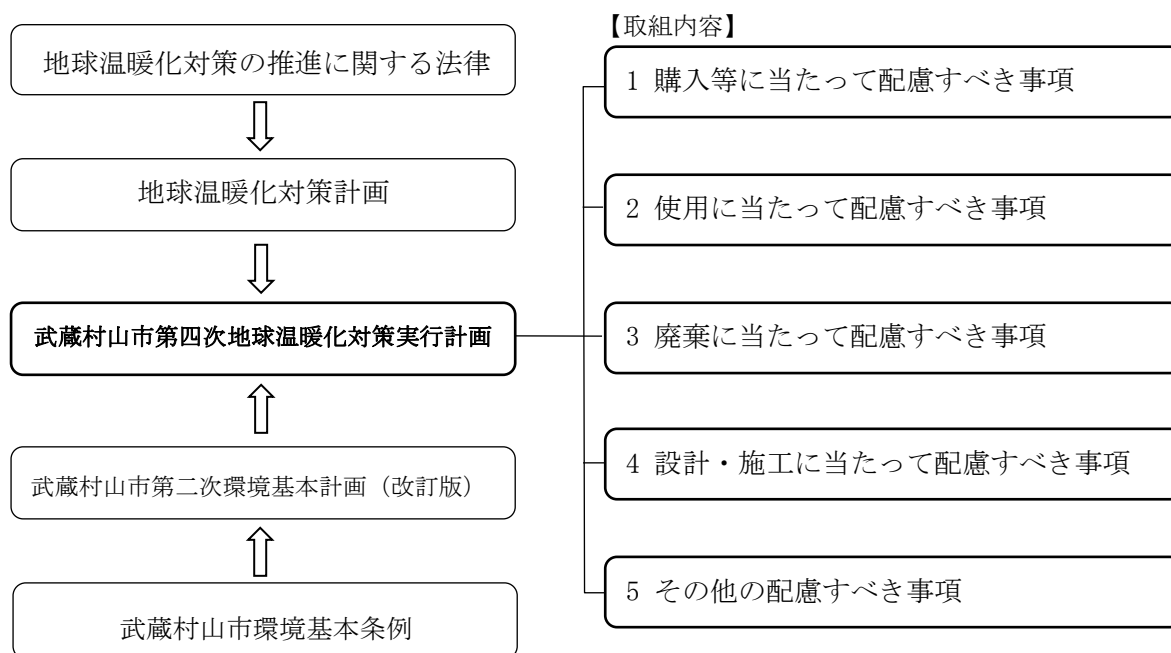 地球温暖化対策の推進に関する法律
地球温暖化対策計画
武蔵村山市第四次地球温暖化対策実行計画
武蔵村山市第二次環境基本計画（改訂版）
武蔵村山市環境基本条例
【取組内容】
1 購入等に当たって配慮すべき事項
2 使用に当たって配慮すべき事項
3 廃棄に当たって配慮すべき事項
4 設計・施工に当たって配慮すべき事項
5 その他の配慮すべき事項